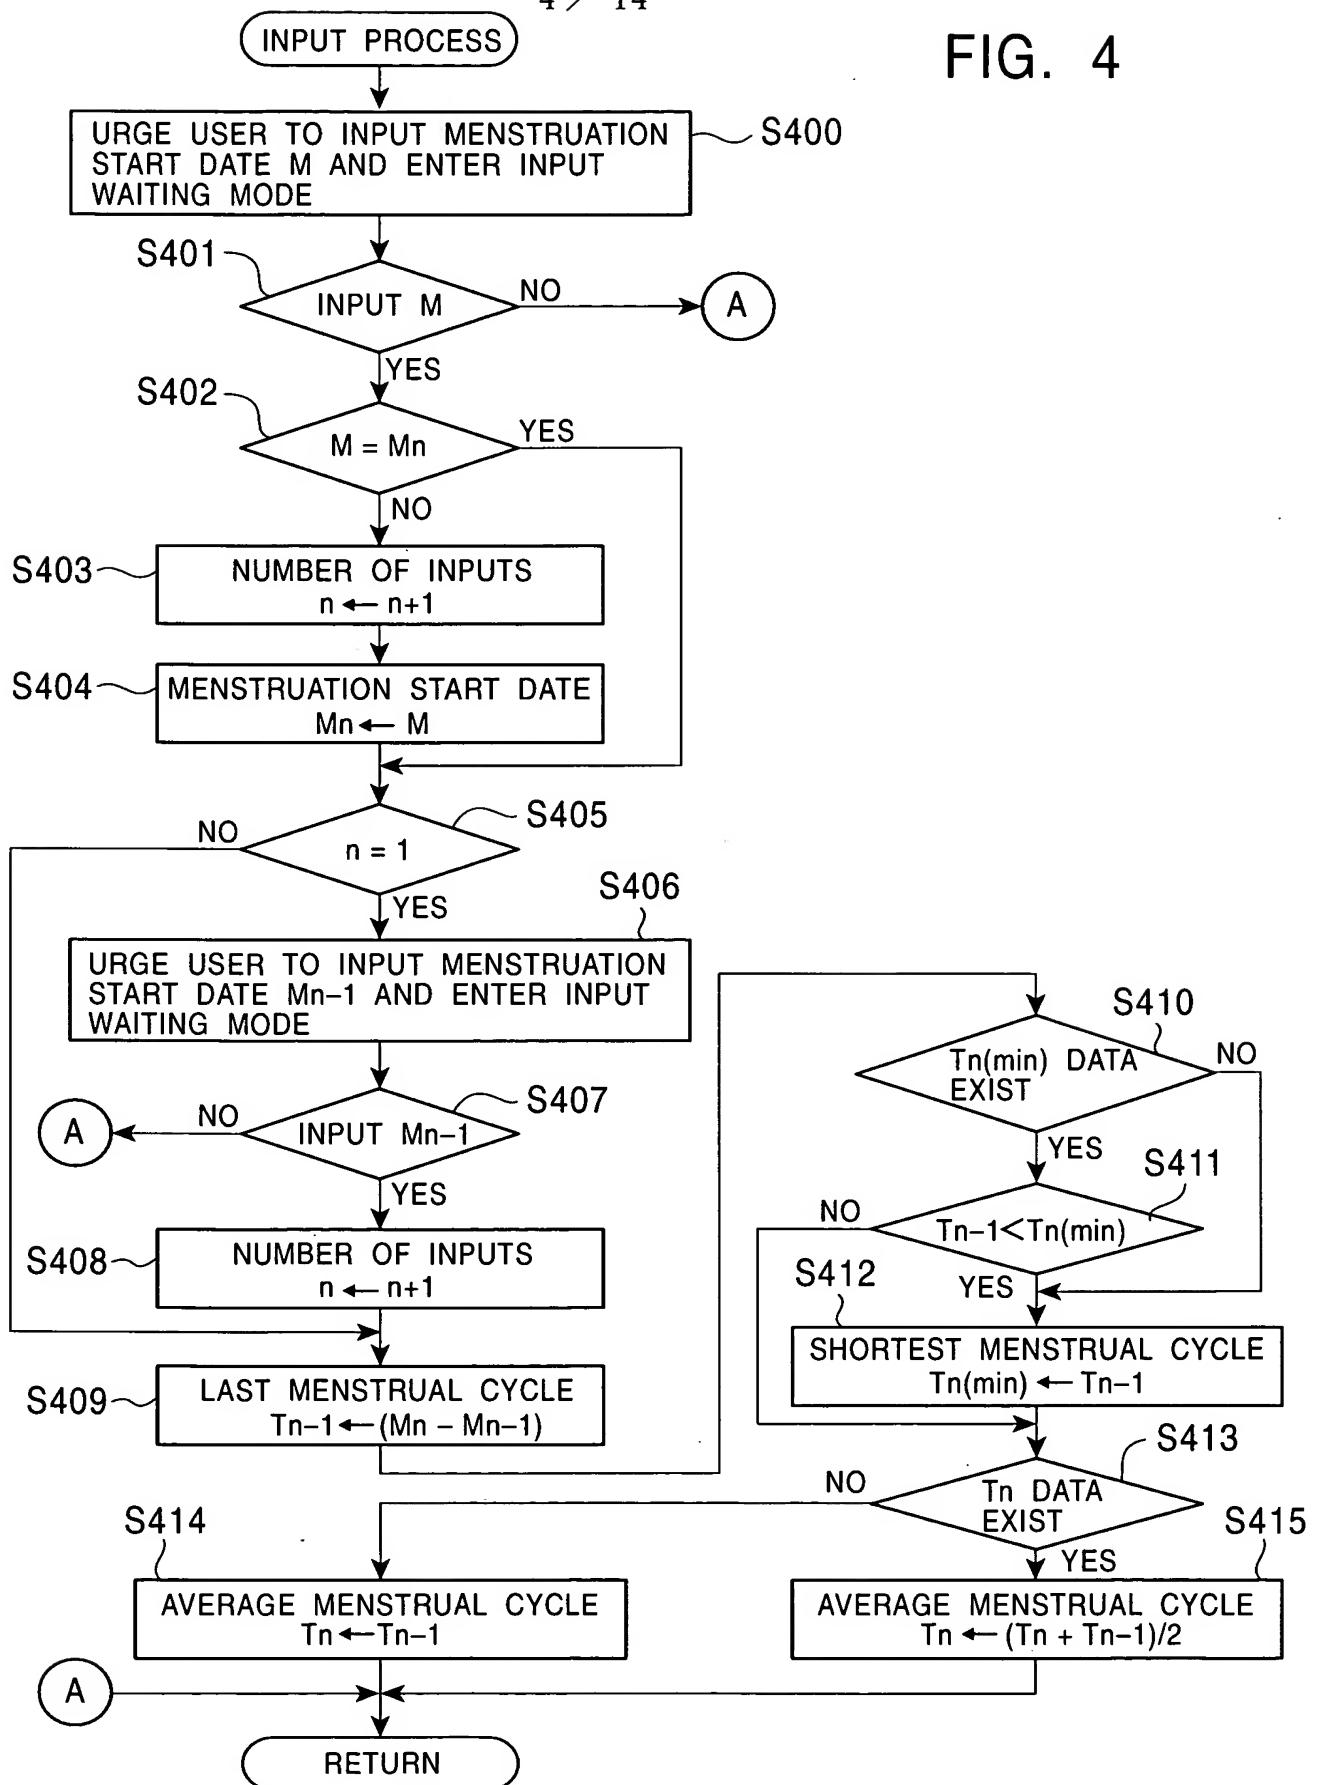 4 / 14
FIG. 4
INPUT PROCESS
URGE USER TO INPUT MENSTRUATION
START DATE M AND ENTER INPUT
WAITING MODE
S400
S401
INPUT M
NO
A
YES
S402
M = Mn
YES
NO
S403
NUMBER OF INPUTS
n ← n+1
S404
MENSTRUATION START DATE
Mn ← M
S405
n = 1
NO
YES
S406
URGE USER TO INPUT MENSTRUATION
START DATE Mn–1 AND ENTER INPUT
WAITING MODE
S407
INPUT Mn–1
NO
A
YES
S408
NUMBER OF INPUTS
n ← n+1
S409
LAST MENSTRUAL CYCLE
Tn–1 ← (Mn – Mn–1)
S410
Tn(min) DATA
EXIST
NO
YES
S411
Tn–1<Tn(min)
NO
YES
S412
SHORTEST MENSTRUAL CYCLE
Tn(min) ← Tn–1
S413
Tn DATA
EXIST
NO
YES
S414
AVERAGE MENSTRUAL CYCLE
Tn ← Tn–1
S415
AVERAGE MENSTRUAL CYCLE
Tn ← (Tn + Tn–1)/2
A
RETURN